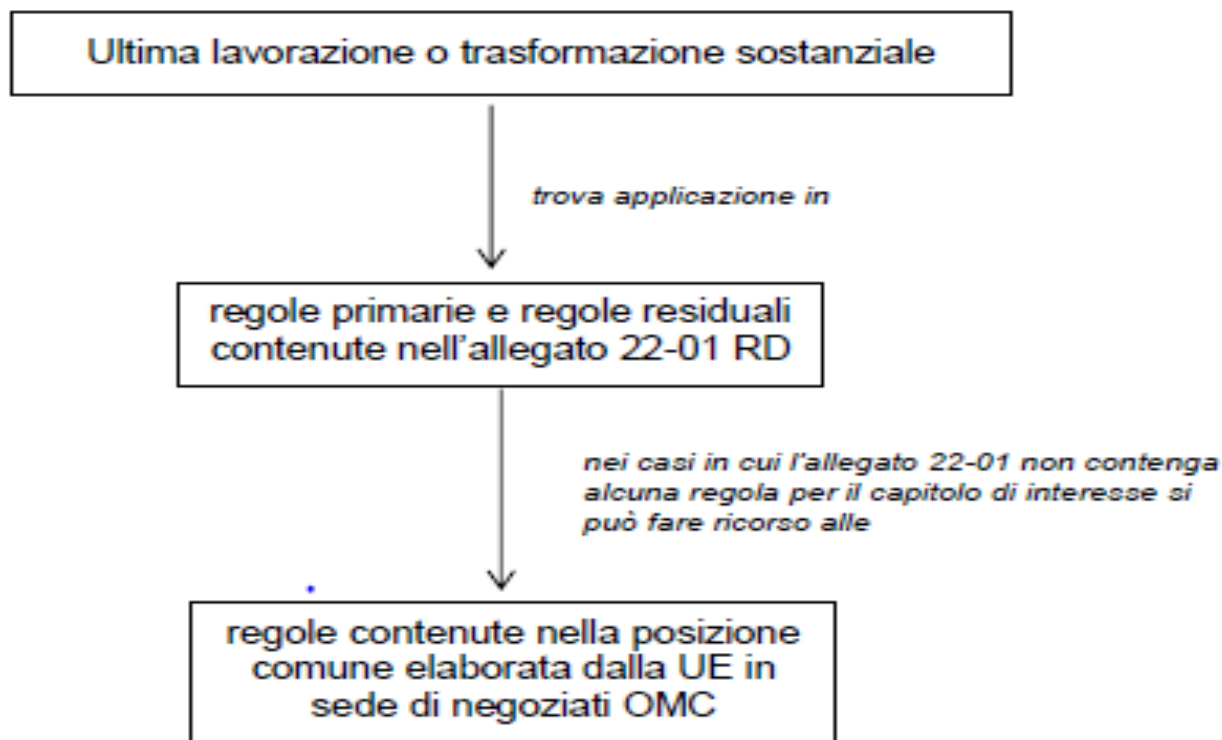 Ultima lavorazione o trasformazione sostanziale
trova applicazione in
regole primarie e regole residuali
contenute nell'allegato 22-01 RD
nei casi in cui l'allegato 22-01 non contenga
alcuna regola per il capitolo di interesse si
può fare ricorso alle
regole contenute nella posizione
comune elaborata dalla UE in
sede di negoziati OMC